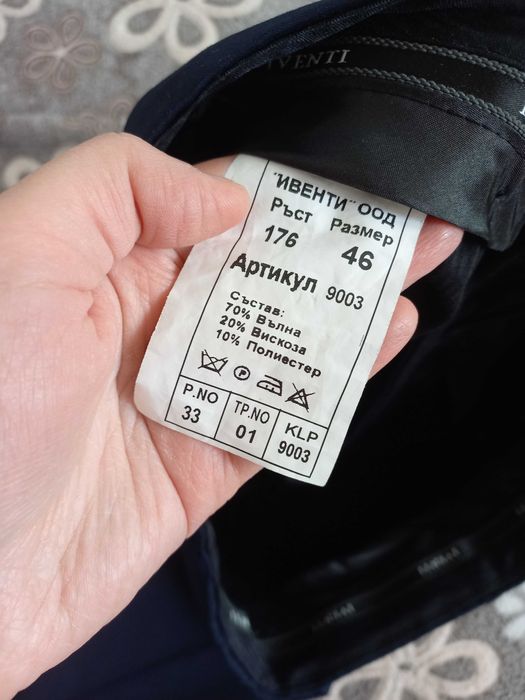 IVENTI
"ИВЕНТИ" ООД
Ръст Размер
176 46
Артикул 9003
Състав:
70% Вълна
20% Вискоза
10% Полиестер
P
P.NO TP.NO KLP
33 01 9003